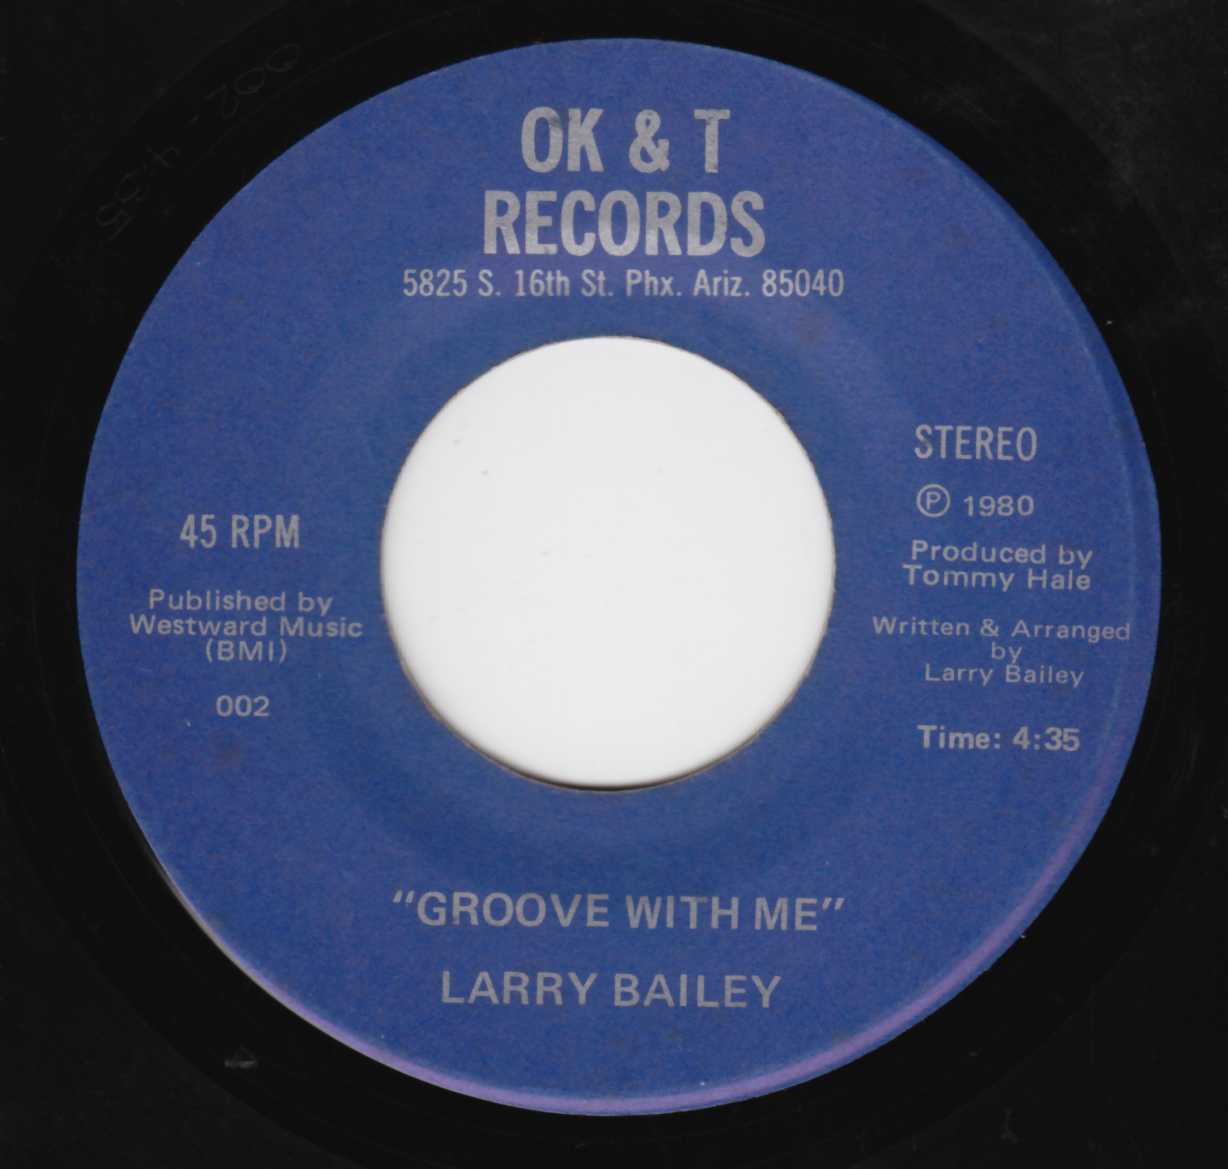 OK & T
RECORDS
5825 S. 16th St. Phx. Ariz. 85040
STEREO
℗ 1980
Produced by
Tommy Hale
Written & Arranged
by
Larry Bailey
Time: 4:35
45 RPM
Published by
Westward Music
(BMI)
002
"GROOVE WITH ME"
LARRY BAILEY